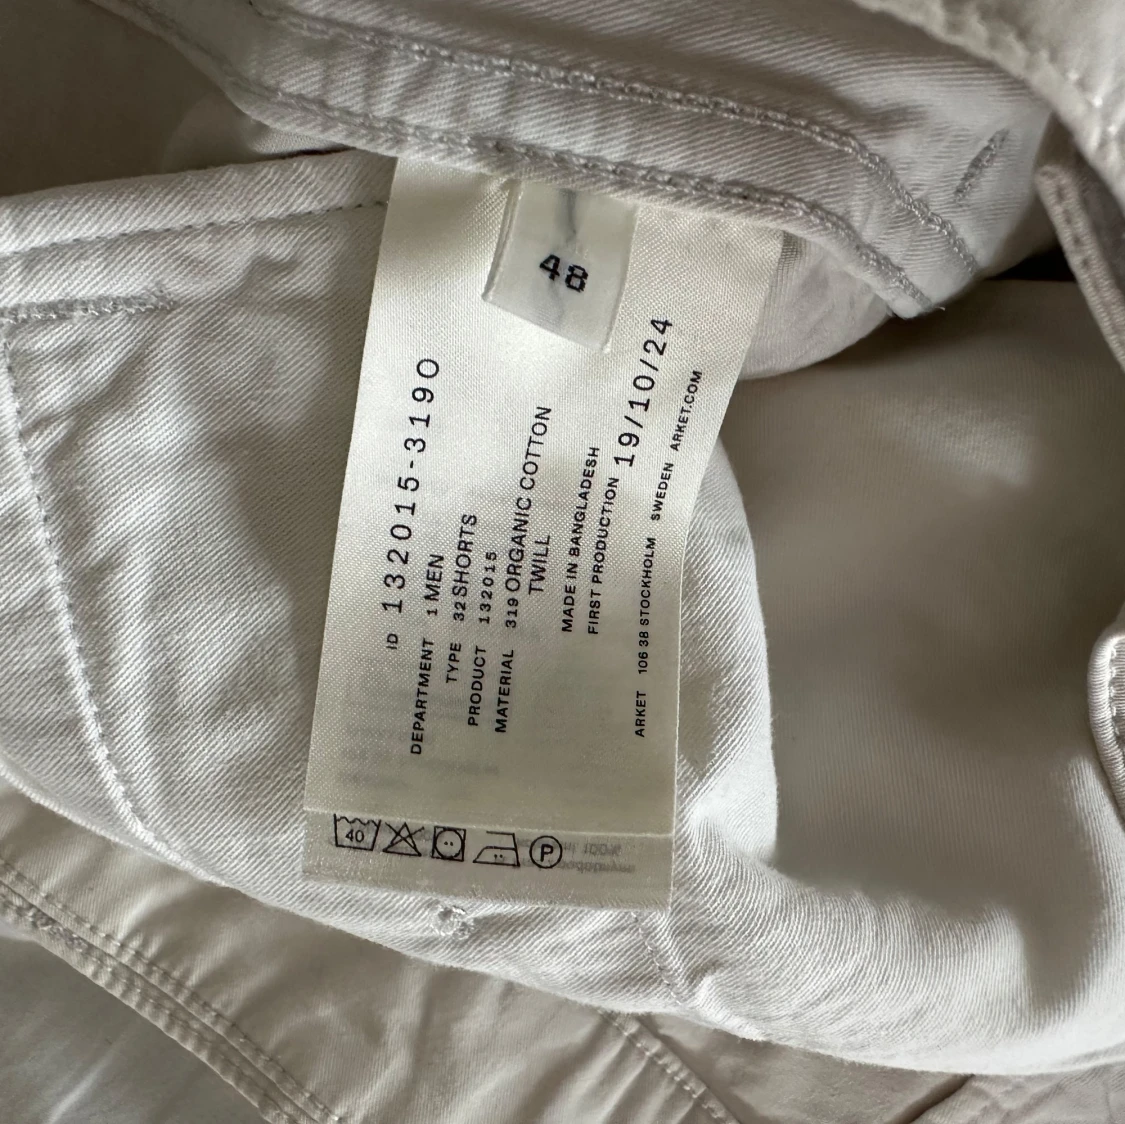 48
ID 132015-3190
DEPARTMENT 1 MEN
TYPE 32 SHORTS
PRODUCT 132015
MATERIAL 319 ORGANIC COTTON
TWILL
MADE IN BANGLADESH
FIRST PRODUCTION 19/10/24
ARKET 106 38 STOCKHOLM SWEDEN ARKET.COM
40
P